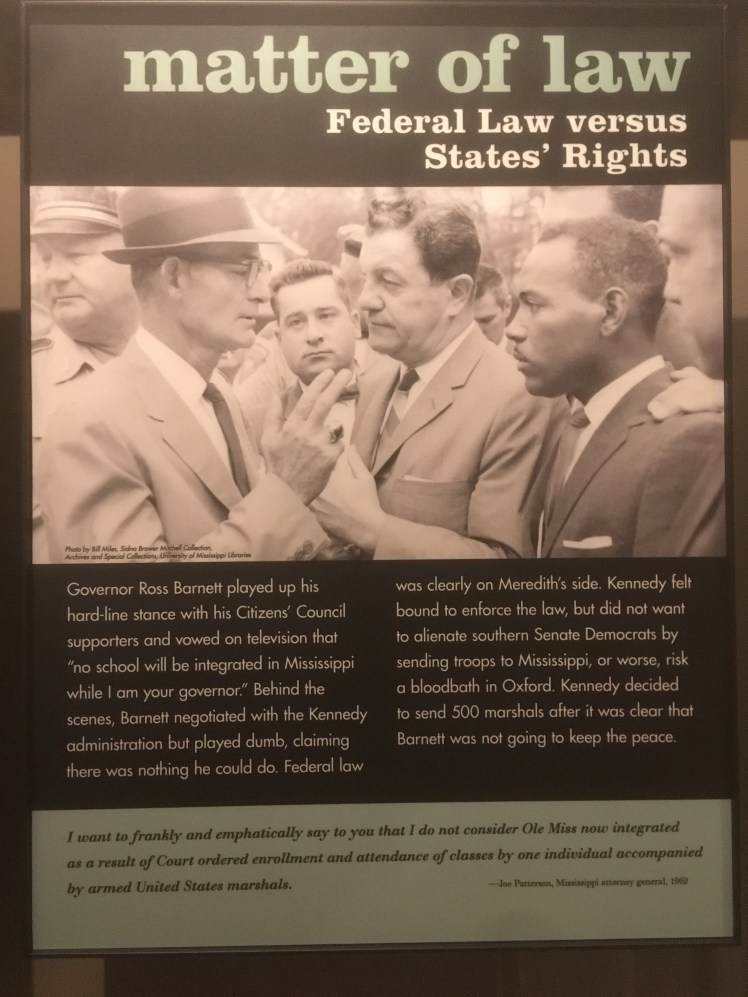 matter of law
Federal Law versus
States' Rights
Photo by Bill Miles, Sidna Brower Mitchell Collection,
Archives and Special Collections, University of Mississippi Libraries
Governor Ross Barnett played up his
hard-line stance with his Citizens' Council
supporters and vowed on television that
“no school will be integrated in Mississippi
while I am your governor.” Behind the
scenes, Barnett negotiated with the Kennedy
administration but played dumb, claiming
there was nothing he could do. Federal law
was clearly on Meredith's side. Kennedy felt
bound to enforce the law, but did not want
to alienate southern Senate Democrats by
sending troops to Mississippi, or worse, risk
a bloodbath in Oxford. Kennedy decided
to send 500 marshals after it was clear that
Barnett was not going to keep the peace.
I want to frankly and emphatically say to you that I do not consider Ole Miss now integrated
as a result of Court ordered enrollment and attendance of classes by one individual accompanied
by armed United States marshals.
—Joe Patterson, Mississippi attorney general, 1962